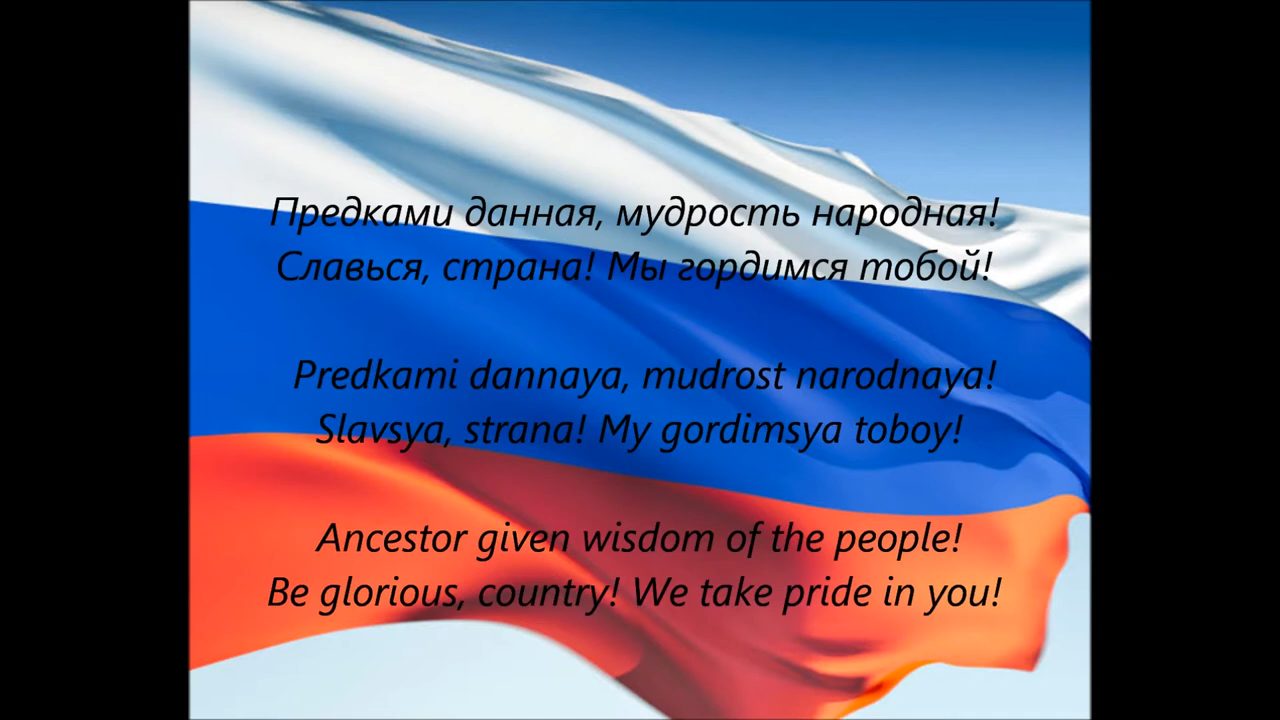 Предками данная, мудрость народная!
Славься, страна! Мы гордимся тобой!
Predkami dannaya, mudrost narodnaya!
Slavsya, strana! My gordimsya toboy!
Ancestor given wisdom of the people!
Be glorious, country! We take pride in you!